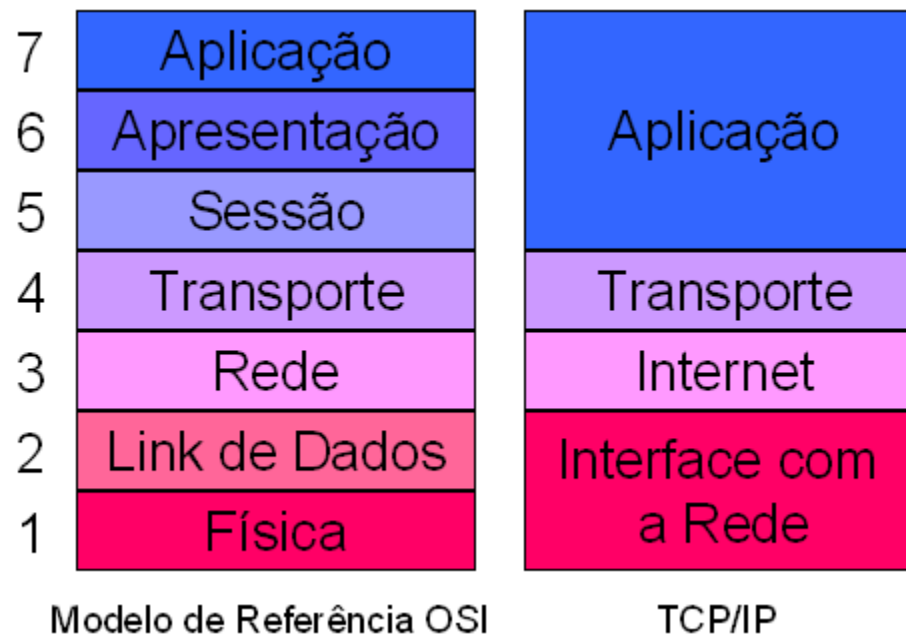 7
Aplicação
6
Apresentação
5
Sessão
4
Transporte
3
Rede
2
Link de Dados
1
Física
Modelo de Referência OSI
Aplicação
Transporte
Internet
Interface com
a Rede
TCP/IP